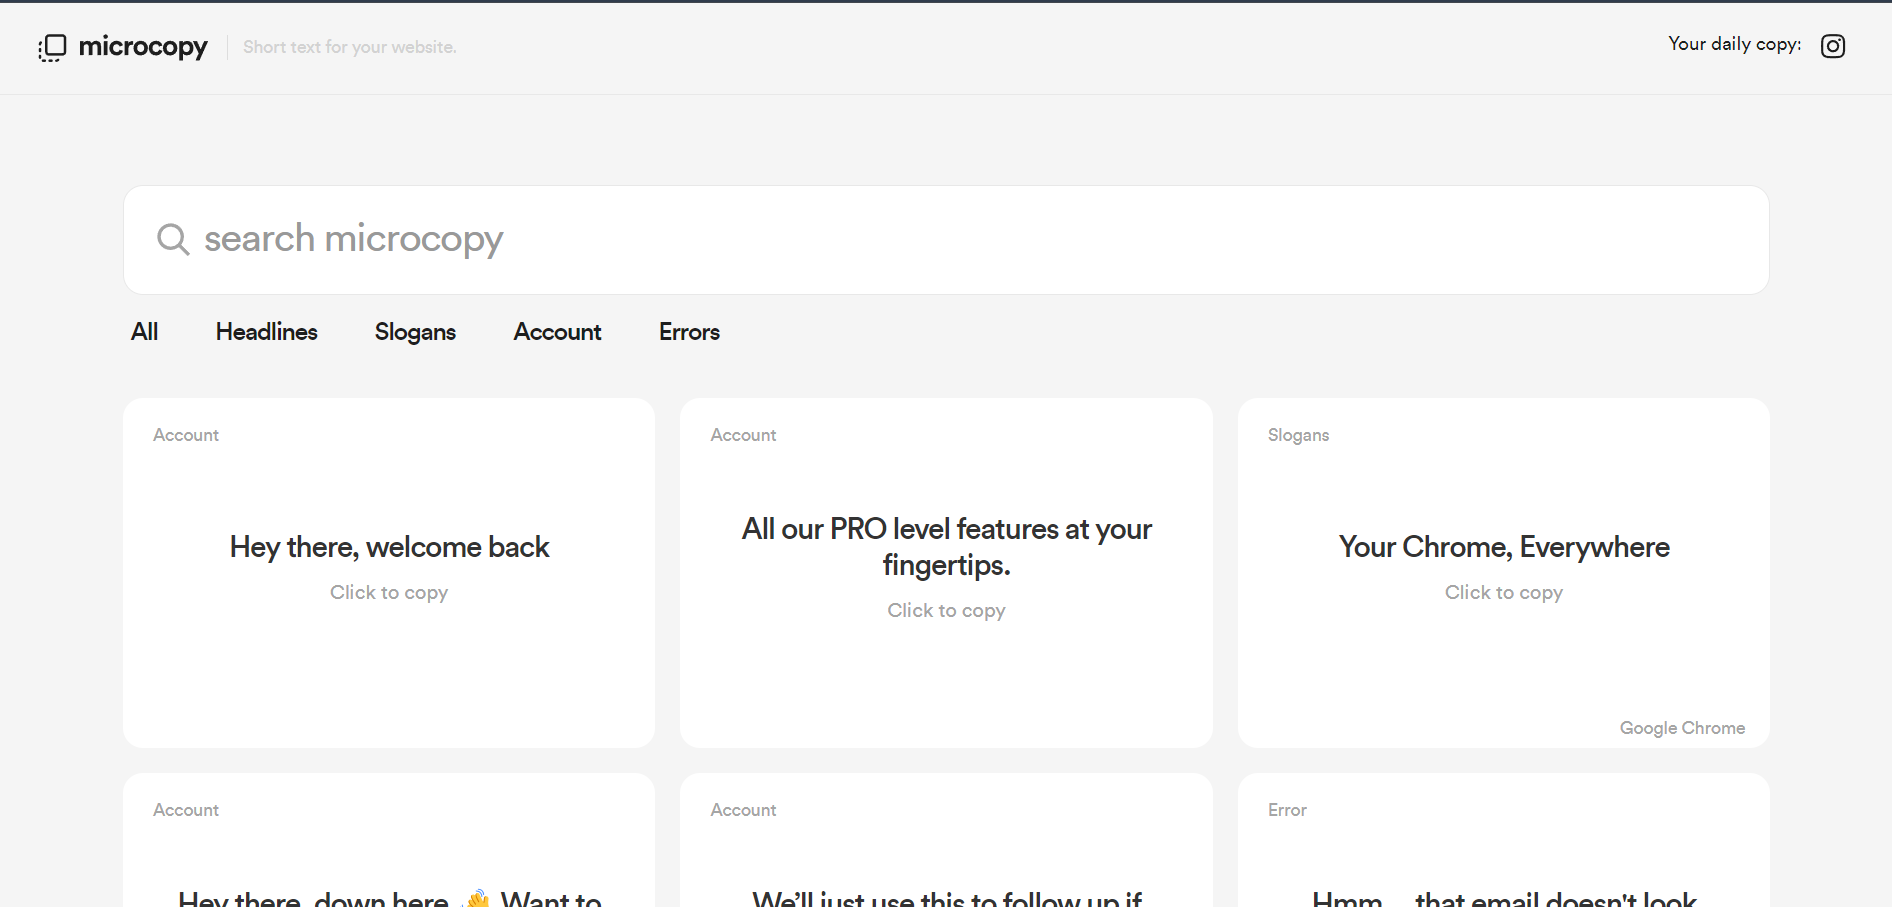 microcopy
Short text for your website.
Your daily copy:
search microcopy
All
Headlines
Slogans
Account
Errors
Account
Hey there, welcome back
Click to copy
Account
All our PRO level features at your
fingertips.
Click to copy
Slogans
Your Chrome, Everywhere
Click to copy
Google Chrome
Account
Hey there, down here 👋 Want to
Account
We’ll just use this to follow up if
Error
Hmm... that email doesn't look